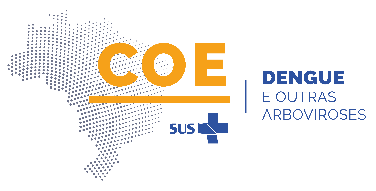 COE
SUS
DENGUE
E OUTRAS
ARBOVIROSES